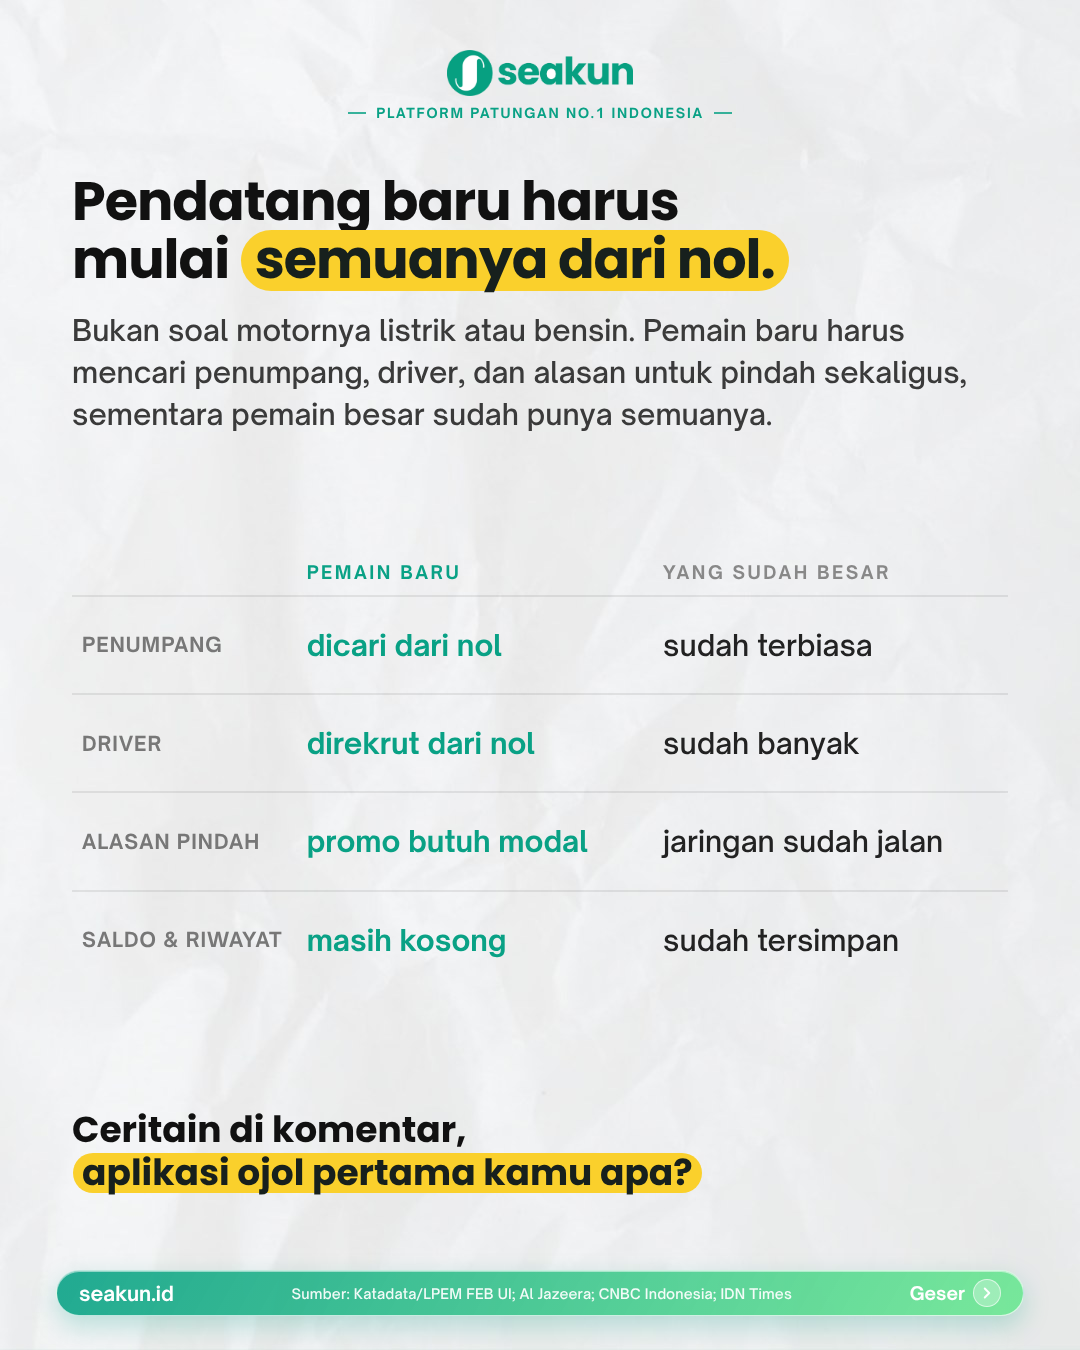 seakun
PLATFORM PATUNGAN NO.1 INDONESIA
Pendatang baru harus
mulai semuanya dari nol.
Bukan soal motornya listrik atau bensin. Pemain baru harus
mencari penumpang, driver, dan alasan untuk pindah sekaligus,
sementara pemain besar sudah punya semuanya.
PEMAIN BARU YANG SUDAH BESAR
PENUMPANG dicari dari nol sudah terbiasa
DRIVER direkrut dari nol sudah banyak
ALASAN PINDAH promo butuh modal jaringan sudah jalan
SALDO & RIWAYAT masih kosong sudah tersimpan
Ceritain di komentar,
aplikasi ojol pertama kamu apa?
seakun.id Sumber: Katadata/LPEM FEB UI; Al Jazeera; CNBC Indonesia; IDN Times Geser